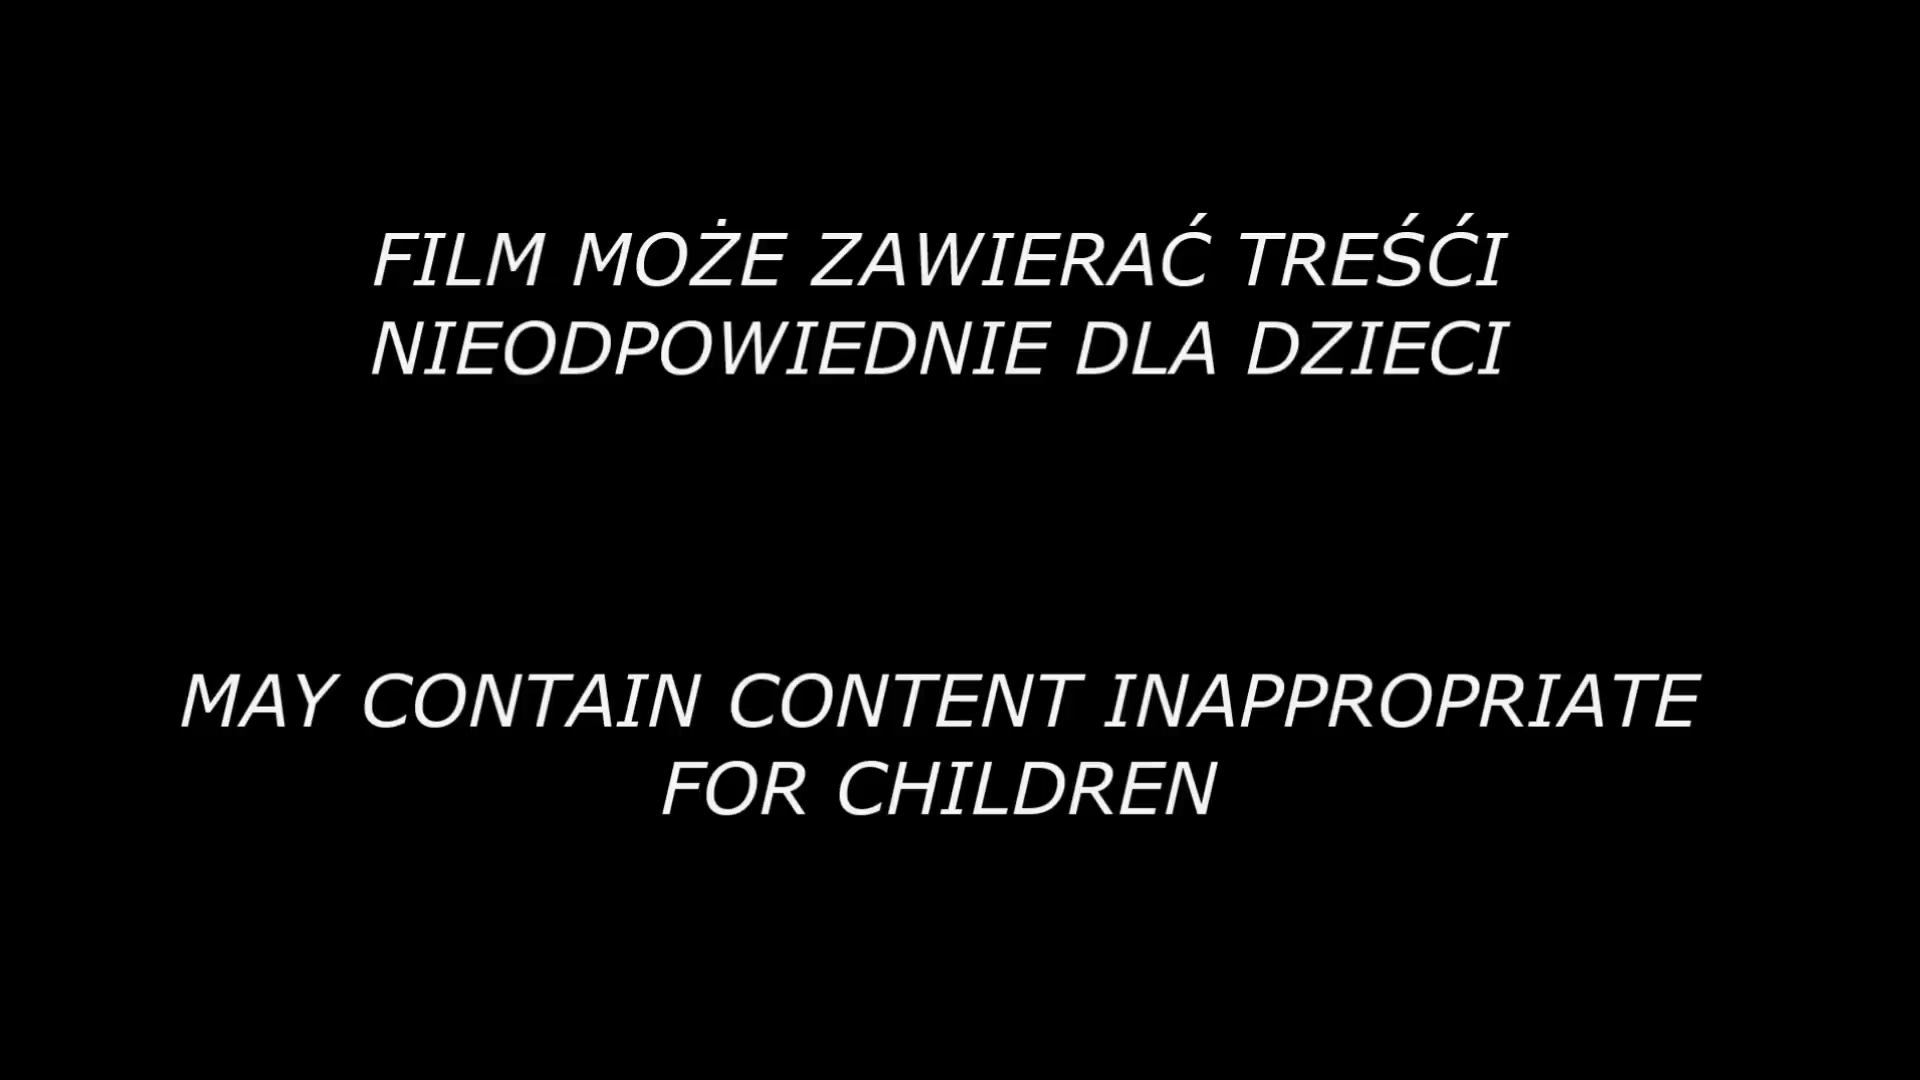 FILM MOŻE ZAWIERAĆ TREŚĆI
NIEODPOWIEDNIE DLA DZIECI
MAY CONTAIN CONTENT INAPPROPRIATE
FOR CHILDREN